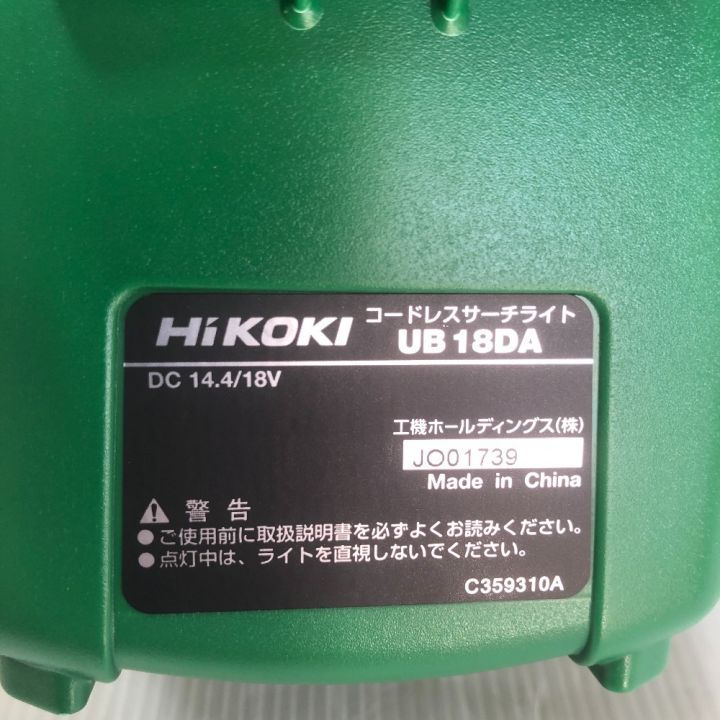 HiKOKI コードレスサーチライト
UB 18DA
DC 14.4/18V
工機ホールディングス(株)
JO01739
Made in China
警告
●ご使用前に取扱説明書を必ずよくお読みください。
●点灯中は、ライトを直視しないでください。
C359310A